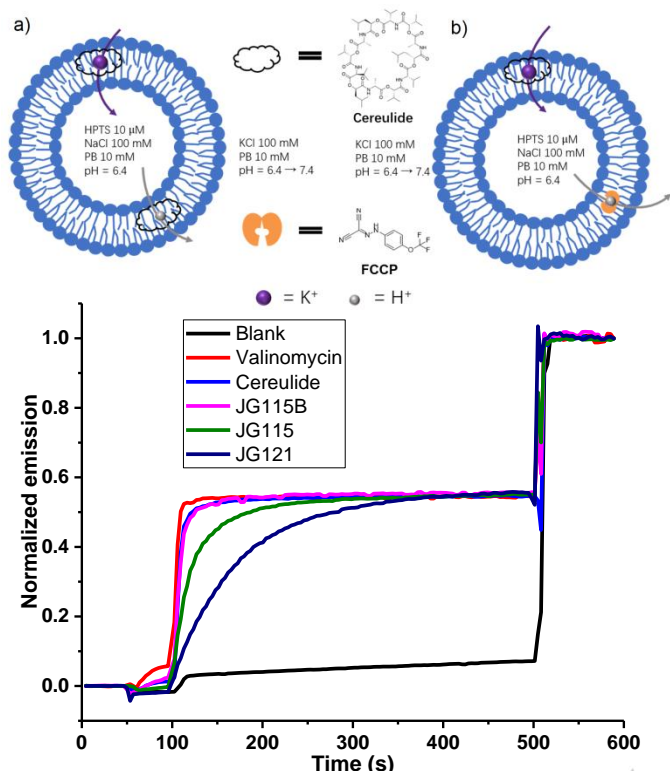 a)
HPTS 10 µM
NaCl 100 mM
PB 10 mM
pH = 6.4
KCl 100 mM
PB 10 mM
pH = 6.4 → 7.4
Cereulide
KCl 100 mM
PB 10 mM
pH = 6.4 → 7.4
FCCP
b)
HPTS 10 µM
NaCl 100 mM
PB 10 mM
pH = 6.4
= K⁺ = H⁺
Blank
Valinomycin
Cereulide
JG115B
JG115
JG121
Normalized emission
1.0
0.8
0.6
0.4
0.2
0.0
0 100 200 300 400 500 600
Time (s)